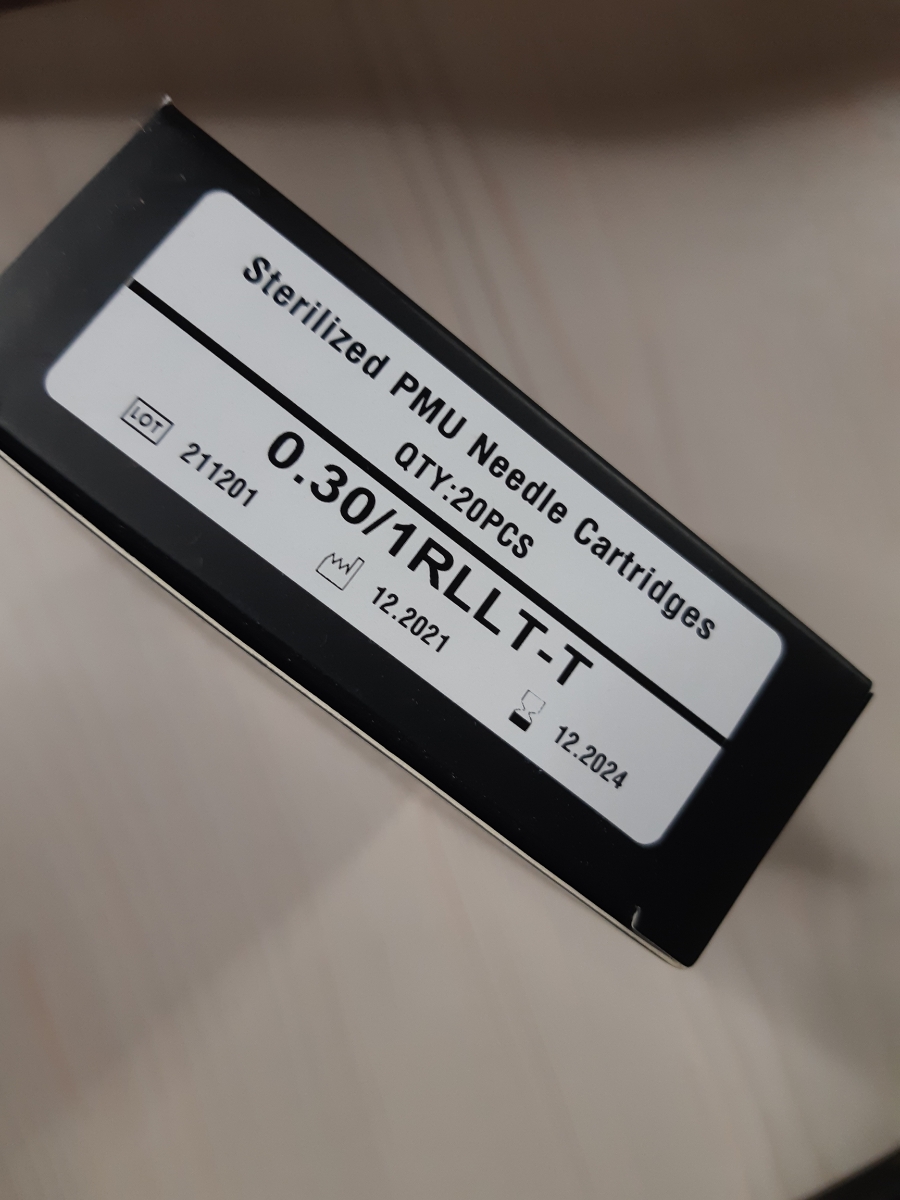 Sterilized PMU Needle Cartridges
QTY:20PCS
0.30/1RLLT-T
LOT 211201 12.2021 12.2024